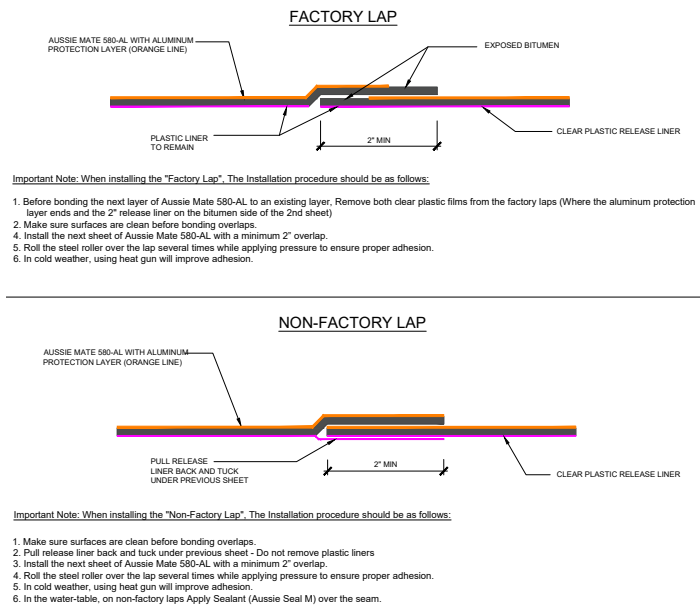 FACTORY LAP
AUSSIE MATE 580-AL WITH ALUMINUM
PROTECTION LAYER (ORANGE LINE)
EXPOSED BITUMEN
PLASTIC LINER
TO REMAIN
2" MIN
CLEAR PLASTIC RELEASE LINER
Important Note: When installing the "Factory Lap", The Installation procedure should be as follows:
1. Before bonding the next layer of Aussie Mate 580-AL to an existing layer, Remove both clear plastic films from the factory laps (Where the aluminum protection
layer ends and the 2" release liner on the bitumen side of the 2nd sheet)
2. Make sure surfaces are clean before bonding overlaps.
4. Install the next sheet of Aussie Mate 580-AL with a minimum 2" overlap.
5. Roll the steel roller over the lap several times while applying pressure to ensure proper adhesion.
6. In cold weather, using heat gun will improve adhesion.
NON-FACTORY LAP
AUSSIE MATE 580-AL WITH ALUMINUM
PROTECTION LAYER (ORANGE LINE)
PULL RELEASE
LINER BACK AND TUCK
UNDER PREVIOUS SHEET
2" MIN
CLEAR PLASTIC RELEASE LINER
Important Note: When installing the "Non-Factory Lap", The Installation procedure should be as follows:
1. Make sure surfaces are clean before bonding overlaps.
2. Pull release liner back and tuck under previous sheet - Do not remove plastic liners
3. Install the next sheet of Aussie Mate 580-AL with a minimum 2" overlap.
4. Roll the steel roller over the lap several times while applying pressure to ensure proper adhesion.
5. In cold weather, using heat gun will improve adhesion.
6. In the water-table, on non-factory laps Apply Sealant (Aussie Seal M) over the seam.